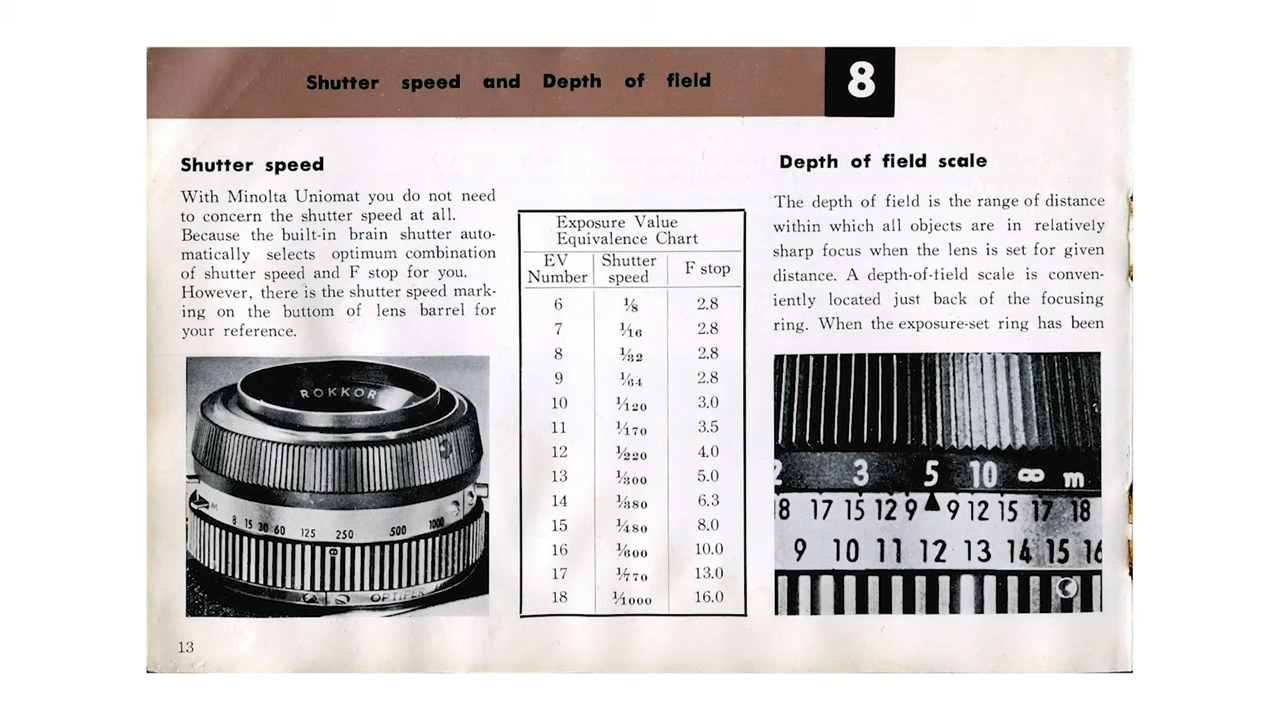 Shutter speed and Depth of field
8
Shutter speed
With Minolta Uniomat you do not need
to concern the shutter speed at all.
Because the built-in brain shutter auto-
matically selects optimum combination
of shutter speed and F stop for you.
However, there is the shutter speed mark-
ing on the buttom of lens barrel for
your reference.
ROKKOR
M
8 15 30 60 125 250 500 1000
OPTIPER
13
Exposure Value
Equivalence Chart
EV Number Shutter speed F stop
6 1/8 2.8
7 1/16 2.8
8 1/32 2.8
9 1/64 2.8
10 1/120 3.0
11 1/170 3.5
12 1/220 4.0
13 1/300 5.0
14 1/380 6.3
15 1/480 8.0
16 1/600 10.0
17 1/770 13.0
18 1/1000 16.0
Depth of field scale
The depth of field is the range of distance
within which all objects are in relatively
sharp focus when the lens is set for given
distance. A depth-of-field scale is conven-
iently located just back of the focusing
ring. When the exposure-set ring has been
2 3 5 10 ∞ m
18 17 15 12 9 9 12 15 17 18
9 10 11 12 13 14 15 16